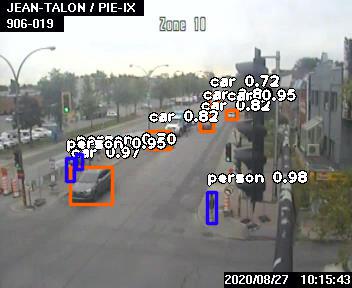 JEAN-TALON / PIE-IX
906-019
Zone 10
car 0.72
car 0.95
car 0.82
car 0.82
person 0.95
car 0.97
person 0.98
2020/08/27 10:15:43